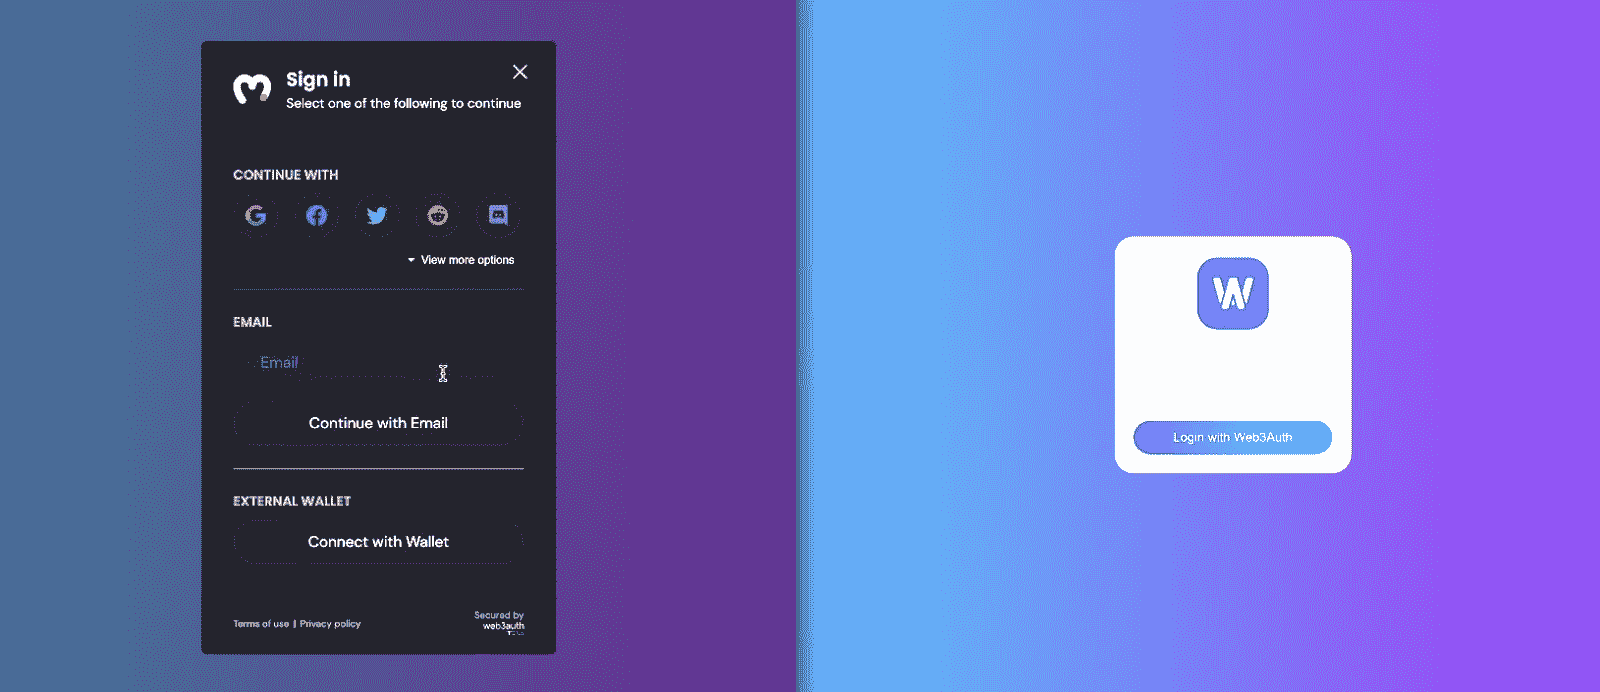 Sign in
Select one of the following to continue
CONTINUE WITH
View more options
EMAIL
Email
Continue with Email
EXTERNAL WALLET
Connect with Wallet
Terms of use | Privacy policy
Secured by
web3auth
W
Login with Web3Auth